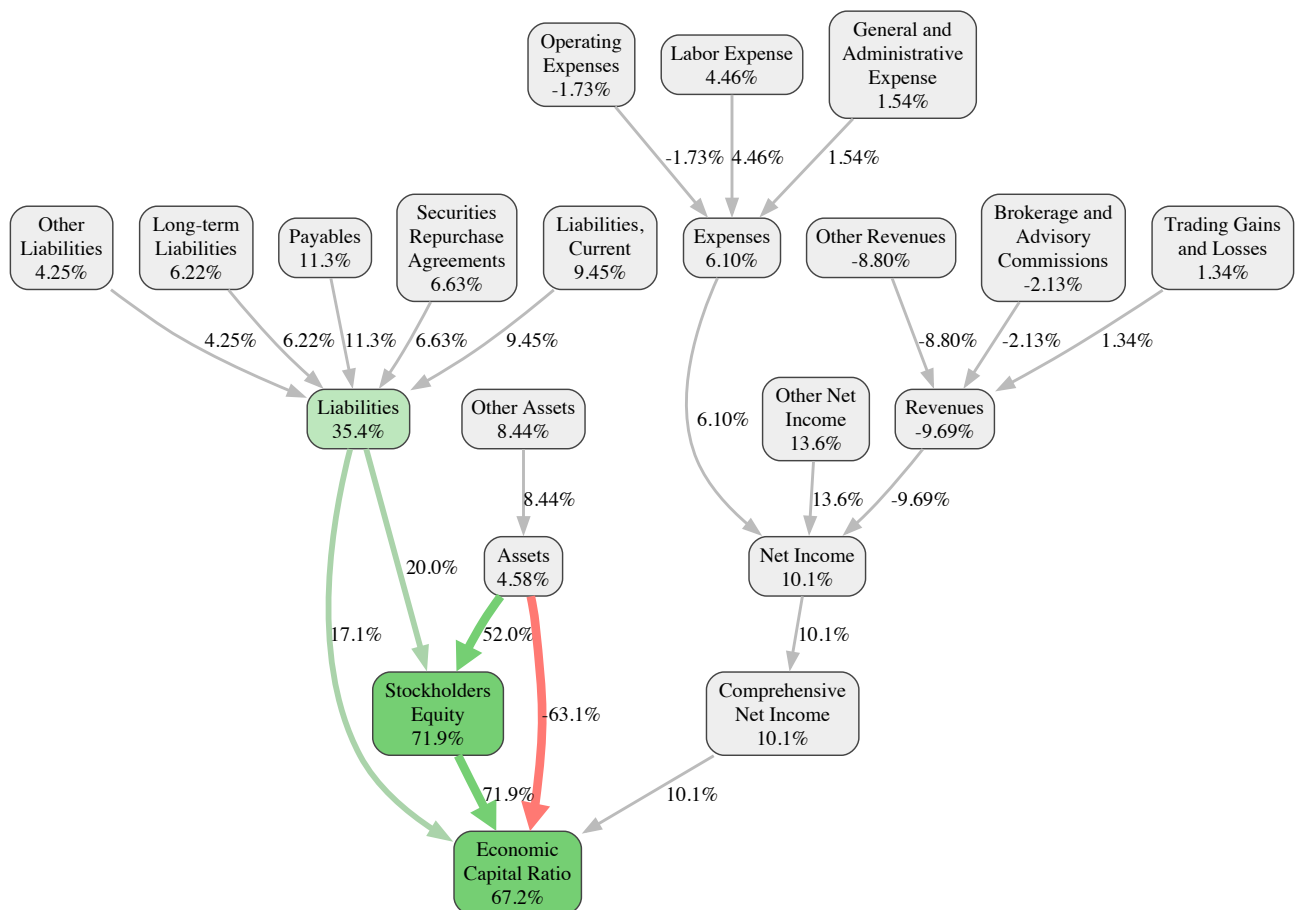 Operating
Expenses
-1.73%
Labor Expense
4.46%
General and
Administrative
Expense
1.54%
-1.73%
4.46%
1.54%
Other
Liabilities
4.25%
Long-term
Liabilities
6.22%
Payables
11.3%
Securities
Repurchase
Agreements
6.63%
Liabilities,
Current
9.45%
Expenses
6.10%
Other Revenues
-8.80%
Brokerage and
Advisory
Commissions
-2.13%
Trading Gains
and Losses
1.34%
4.25%
6.22%
11.3%
6.63%
9.45%
-8.80%
-2.13%
1.34%
Liabilities
35.4%
Other Assets
8.44%
6.10%
Other Net
Income
13.6%
Revenues
-9.69%
8.44%
13.6%
-9.69%
20.0%
Assets
4.58%
Net Income
10.1%
17.1%
52.0%
10.1%
Stockholders
Equity
71.9%
-63.1%
Comprehensive
Net Income
10.1%
71.9%
10.1%
Economic
Capital Ratio
67.2%